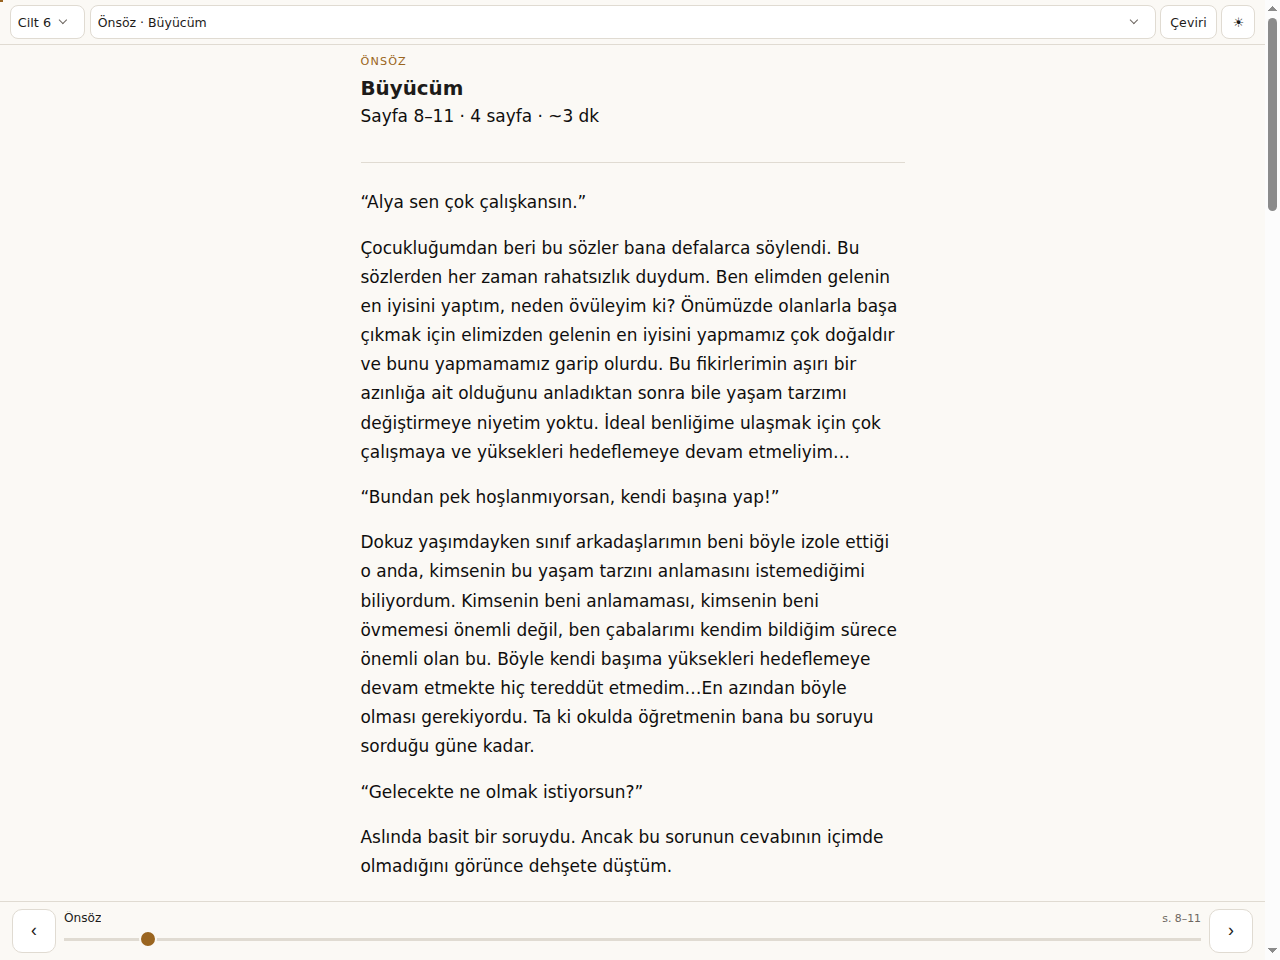 Cilt 6
Önsöz · Büyücüm
Çeviri
ÖNSÖZ
Büyücüm
Sayfa 8–11 · 4 sayfa · ~3 dk
“Alya sen çok çalışkansın.”
Çocukluğumdan beri bu sözler bana defalarca söylendi. Bu
sözlerden her zaman rahatsızlık duydum. Ben elimden gelenin
en iyisini yaptım, neden övüleyim ki? Önümüzde olanlarla başa
çıkmak için elimizden gelenin en iyisini yapmamız çok doğaldır
ve bunu yapmamamız garip olurdu. Bu fikirlerimin aşırı bir
azınlığa ait olduğunu anladıktan sonra bile yaşam tarzımı
değiştirmeye niyetim yoktu. İdeal benliğime ulaşmak için çok
çalışmaya ve yüksekleri hedeflemeye devam etmeliyim…
“Bundan pek hoşlanmıyorsan, kendi başına yap!”
Dokuz yaşımdayken sınıf arkadaşlarımın beni böyle izole ettiği
o anda, kimsenin bu yaşam tarzını anlamasını istemediğimi
biliyordum. Kimsenin beni anlamaması, kimsenin beni
övmemesi önemli değil, ben çabalarımı kendim bildiğim sürece
önemli olan bu. Böyle kendi başıma yüksekleri hedeflemeye
devam etmekte hiç tereddüt etmedim…En azından böyle
olması gerekiyordu. Ta ki okulda öğretmenin bana bu soruyu
sorduğu güne kadar.
“Gelecekte ne olmak istiyorsun?”
Aslında basit bir soruydu. Ancak bu sorunun cevabının içimde
olmadığını görünce dehşete düştüm.
‹
Önsöz
s. 8–11
›